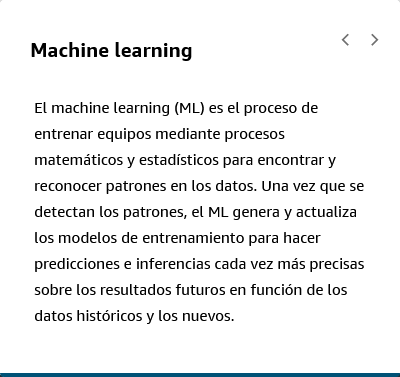 Machine learning
El machine learning (ML) es el proceso de
entrenar equipos mediante procesos
matemáticos y estadísticos para encontrar y
reconocer patrones en los datos. Una vez que se
detectan los patrones, el ML genera y actualiza
los modelos de entrenamiento para hacer
predicciones e inferencias cada vez más precisas
sobre los resultados futuros en función de los
datos históricos y los nuevos.